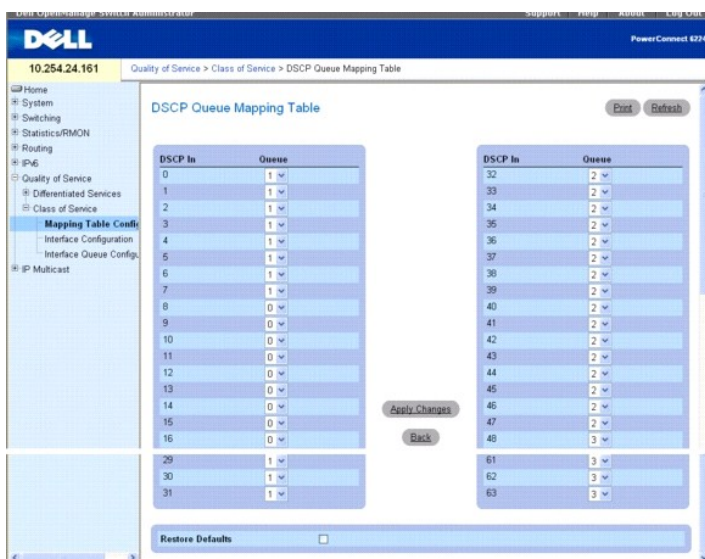 Dell OpenManage Switch Administrator Support Help About Log Out
DELL PowerConnect 6224
10.254.24.161 Quality of Service > Class of Service > DSCP Queue Mapping Table
Home
System
Switching
Statistics/RMON
Routing
IPv6
Quality of Service
Differentiated Services
Class of Service
Mapping Table Config
Interface Configuration
Interface Queue Configu
IP Multicast
DSCP Queue Mapping Table
Print Refresh
DSCP In Queue DSCP In Queue
0 1 32 2
1 1 33 2
2 1 34 2
3 1 35 2
4 1 36 2
5 1 37 2
6 1 38 2
7 1 39 2
8 0 40 2
9 0 41 2
10 0 42 2
11 0 43 2
12 0 44 2
13 0 45 2
14 0 46 2
15 0 47 2
16 0 48 3
Apply Changes
Back
29 1 61 3
30 1 62 3
31 1 63 3
Restore Defaults